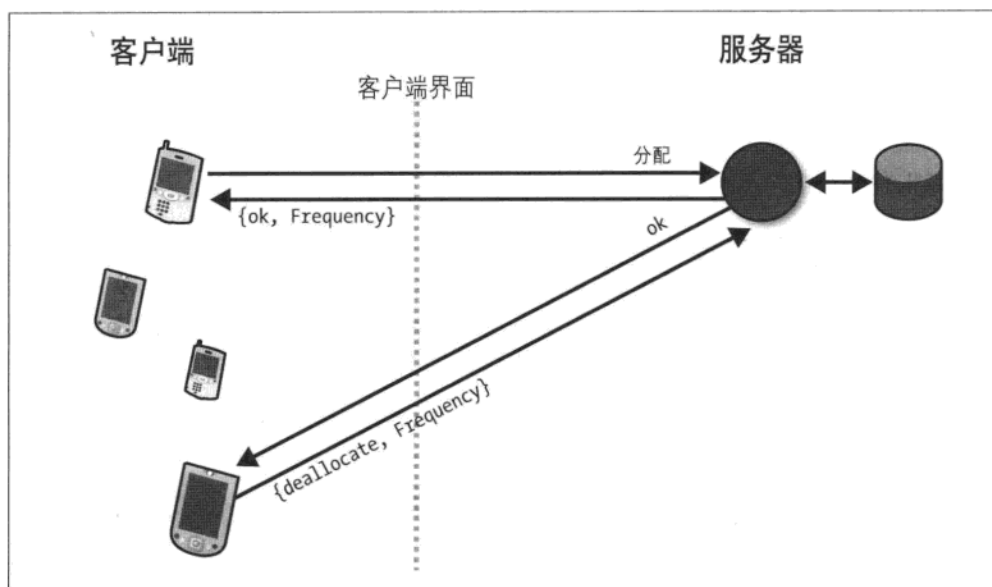 客户端
服务器
客户端界面
分配
{ok, Frequency}
ok
{deallocate, Frequency}